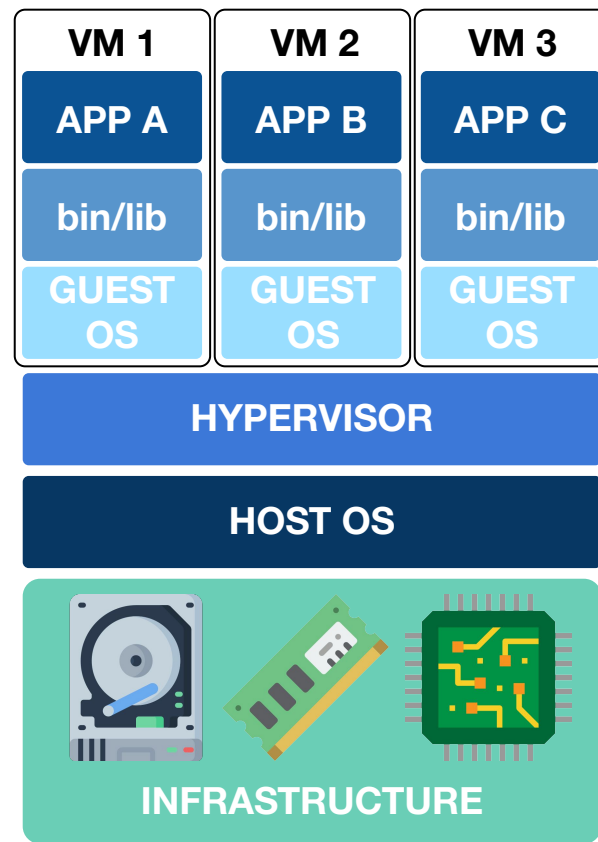 VM 1
VM 2
VM 3
APP A
APP B
APP C
bin/lib
bin/lib
bin/lib
GUEST
OS
GUEST
OS
GUEST
OS
HYPERVISOR
HOST OS
INFRASTRUCTURE